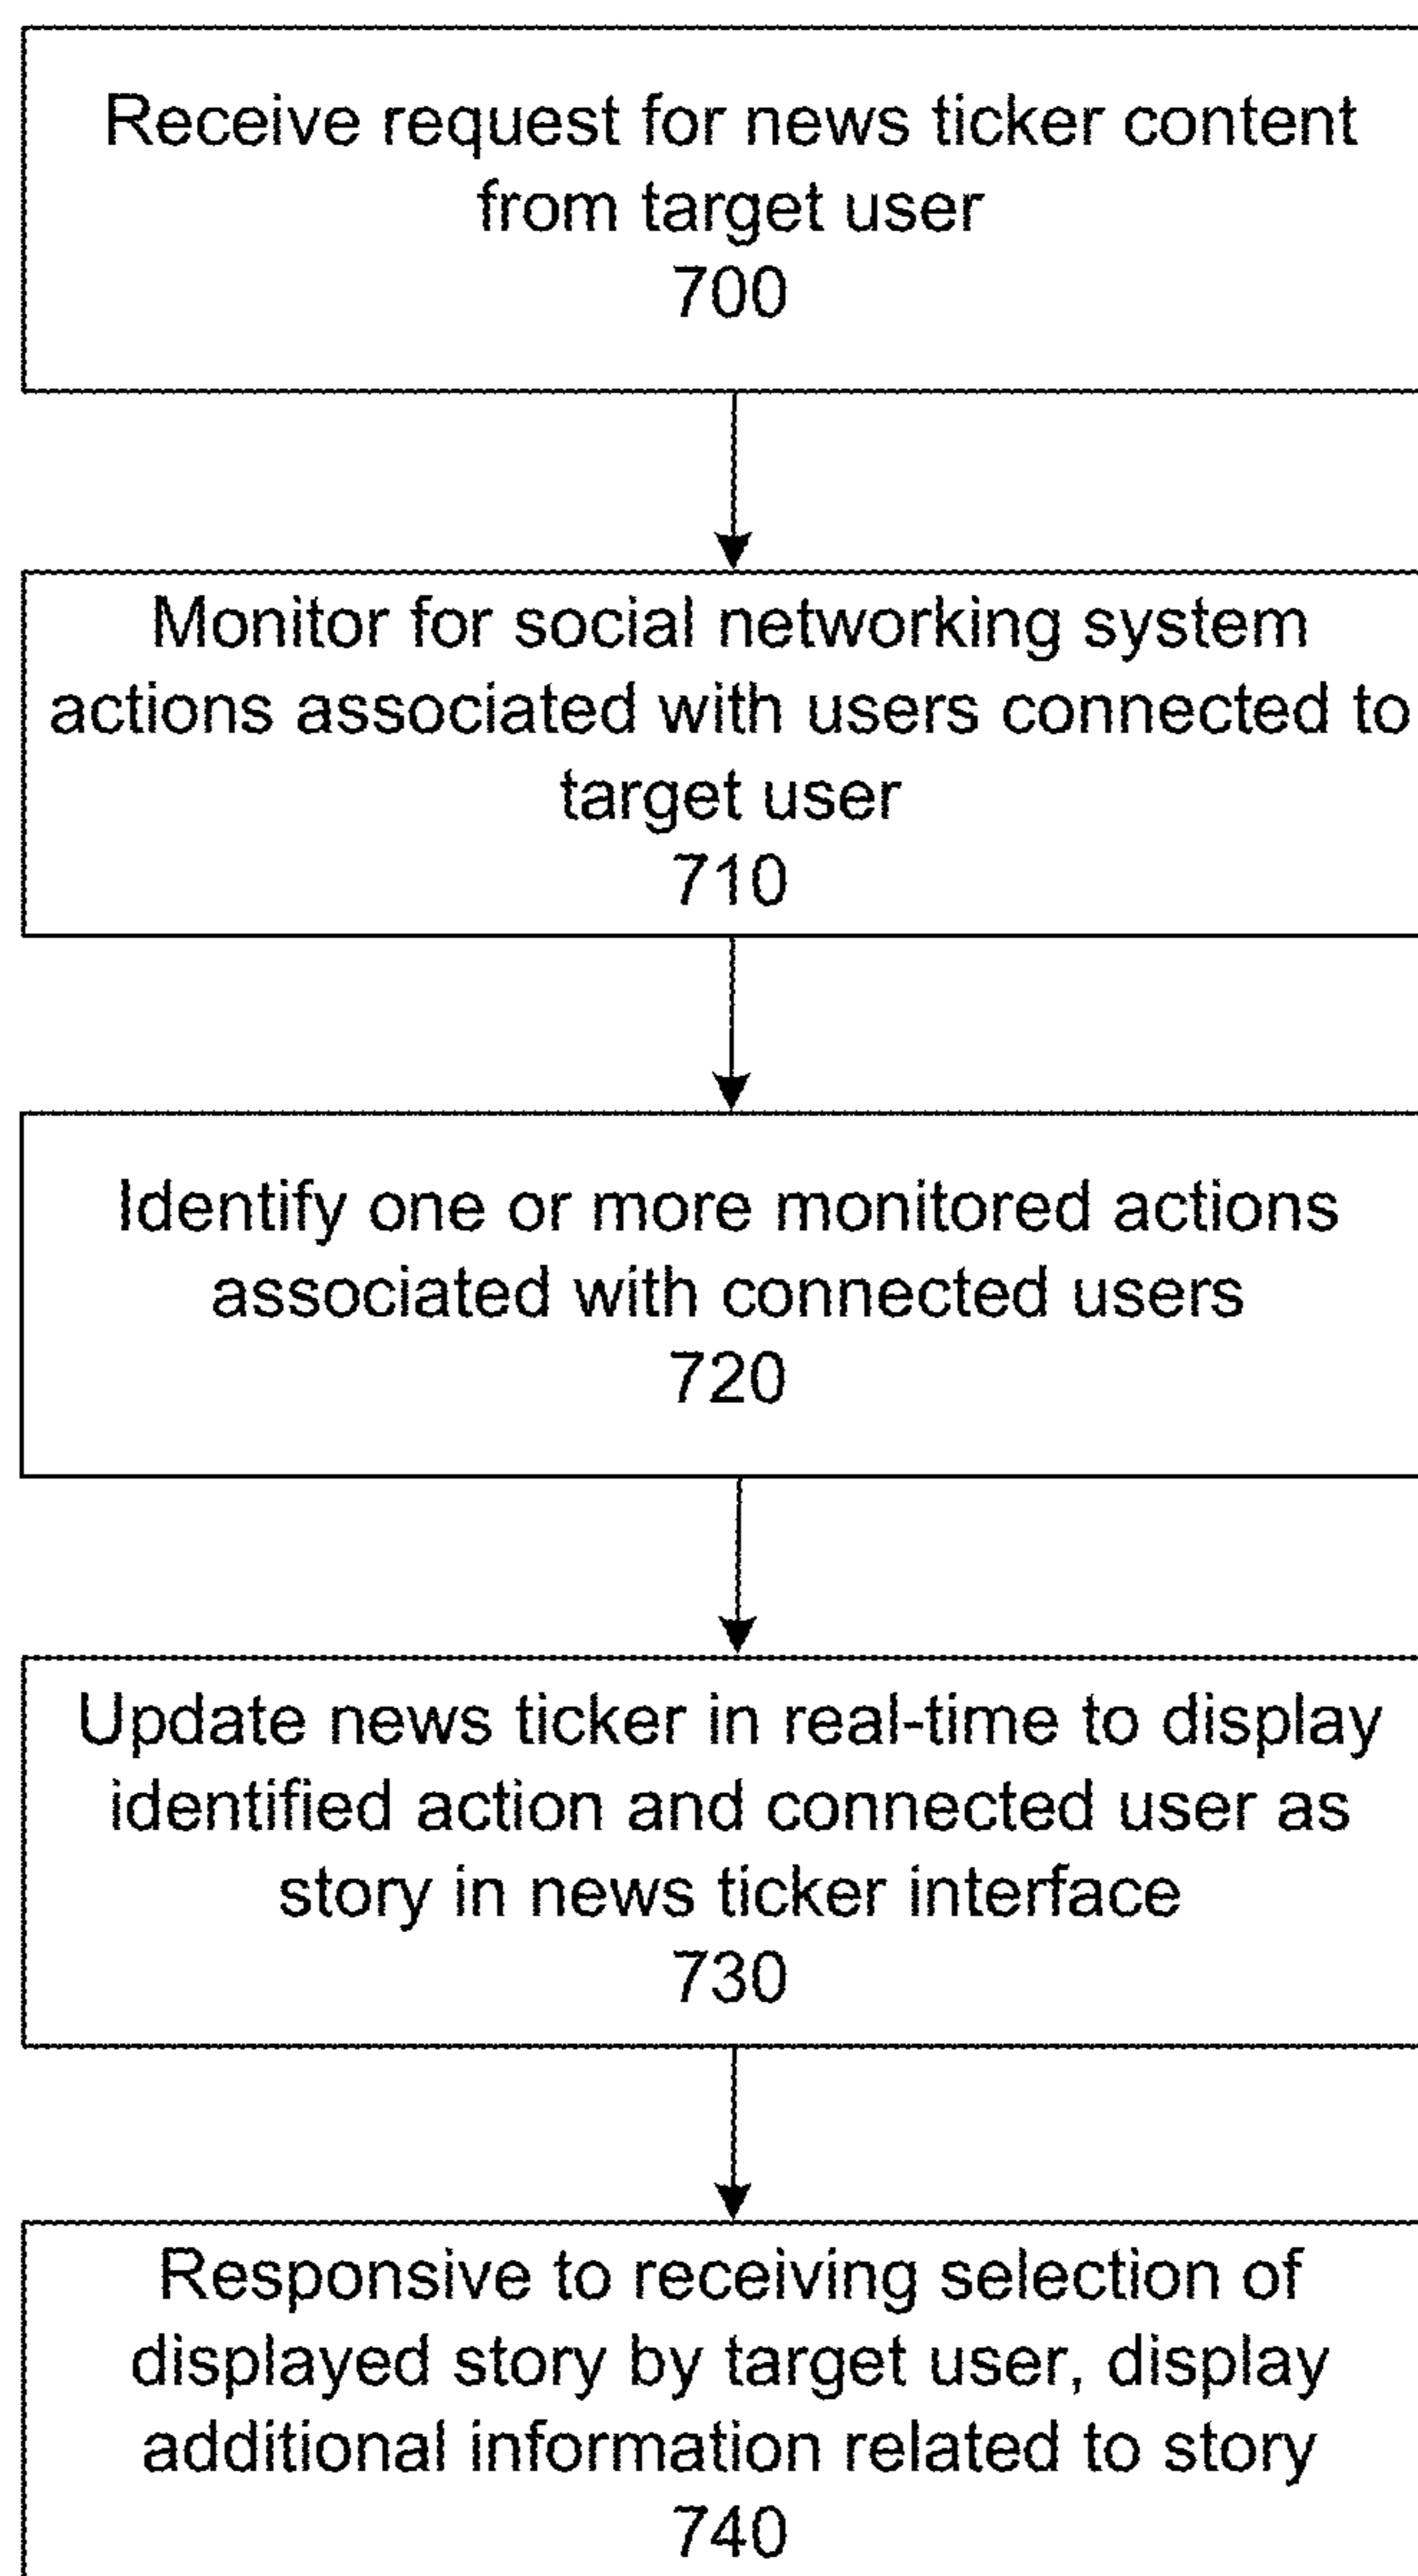 Receive request for news ticker content
from target user
700
Monitor for social networking system
actions associated with users connected to
target user
710
Identify one or more monitored actions
associated with connected users
720
Update news ticker in real-time to display
identified action and connected user as
story in news ticker interface
730
Responsive to receiving selection of
displayed story by target user, display
additional information related to story
740